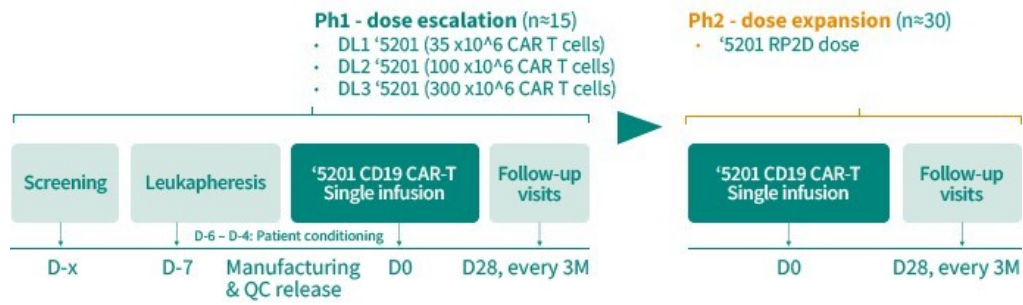 Ph1 - dose escalation (n≈15)
· DL1 ‘5201 (35 x10^6 CAR T cells)
· DL2 ‘5201 (100 x10^6 CAR T cells)
· DL3 ‘5201 (300 x10^6 CAR T cells)
Ph2 - dose expansion (n≈30)
· ‘5201 RP2D dose
Screening
Leukapheresis
‘5201 CD19 CAR-T
Single infusion
Follow-up
visits
D-6 – D-4: Patient conditioning
D-x
D-7
Manufacturing
& QC release
D0
D28, every 3M
‘5201 CD19 CAR-T
Single infusion
Follow-up
visits
D0
D28, every 3M